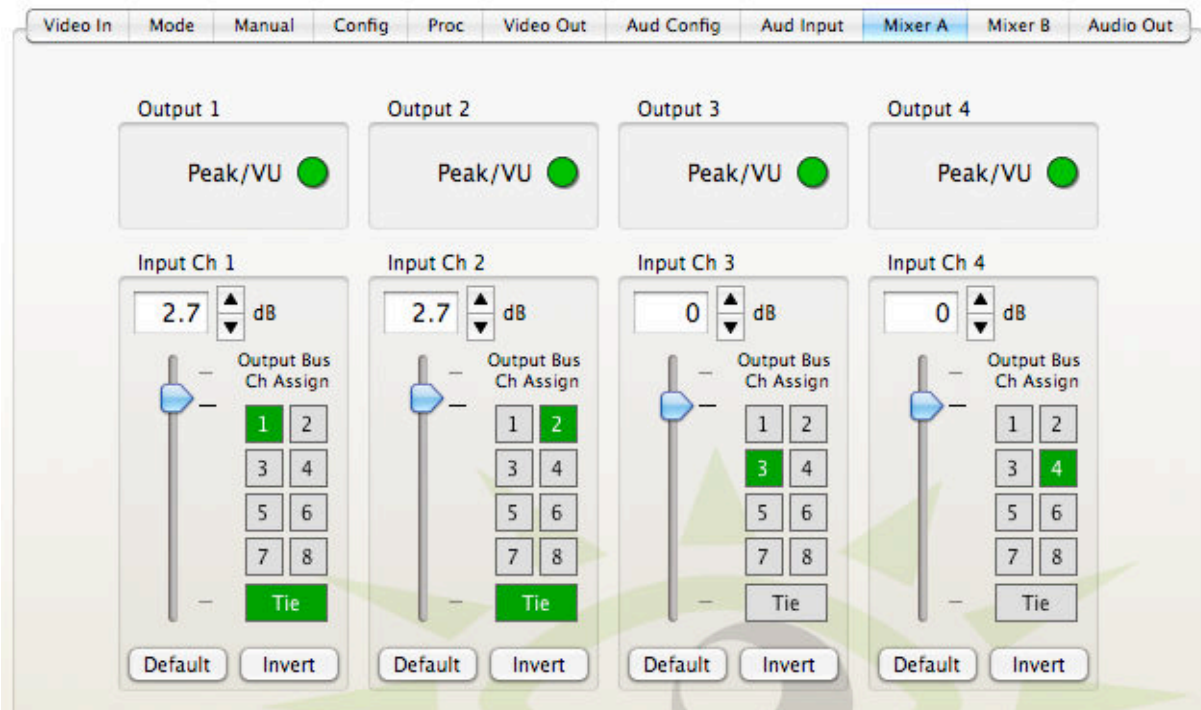 Video In Mode Manual Config Proc Video Out Aud Config Aud Input Mixer A Mixer B Audio Out
Output 1 Output 2 Output 3 Output 4
Peak/VU Peak/VU Peak/VU Peak/VU
Input Ch 1 Input Ch 2 Input Ch 3 Input Ch 4
2.7 dB 2.7 dB 0 dB 0 dB
Output Bus Output Bus Output Bus Output Bus
Ch Assign Ch Assign Ch Assign Ch Assign
1 2 1 2 1 2 1 2
3 4 3 4 3 4 3 4
5 6 5 6 5 6 5 6
7 8 7 8 7 8 7 8
Tie Tie Tie Tie
Default Invert Default Invert Default Invert Default Invert